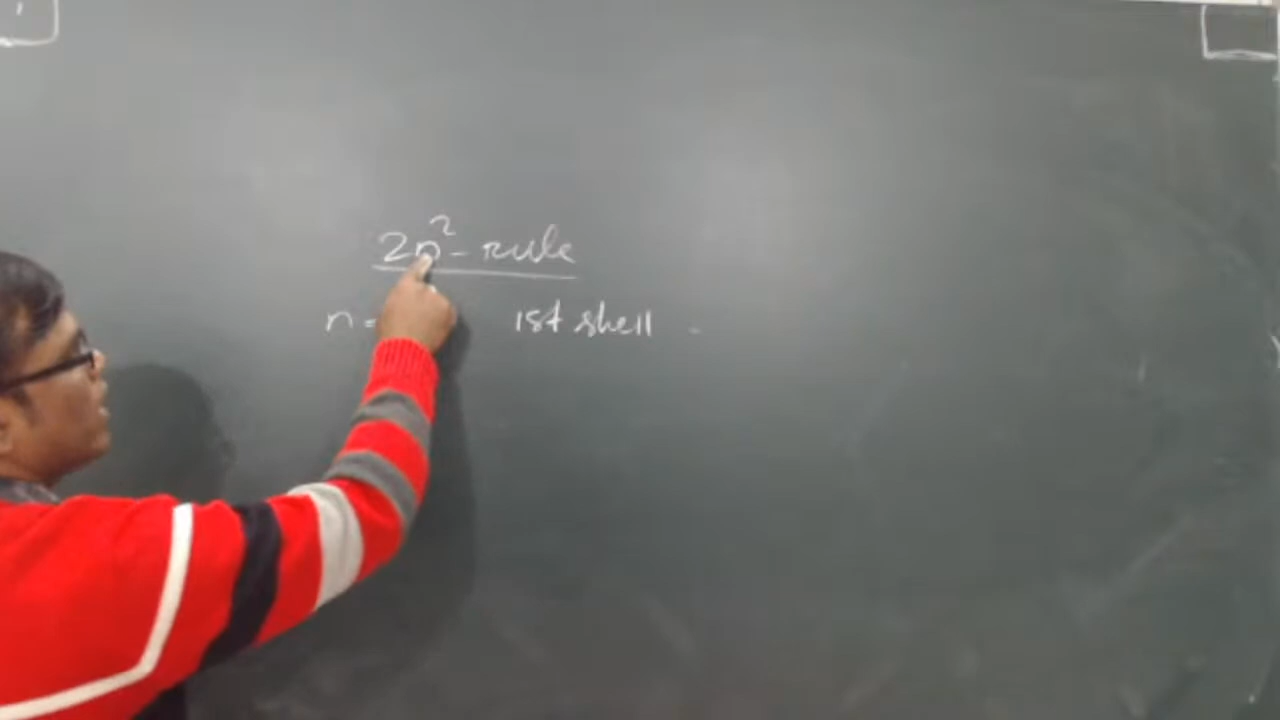 2n² - rule
n = 1st shell -